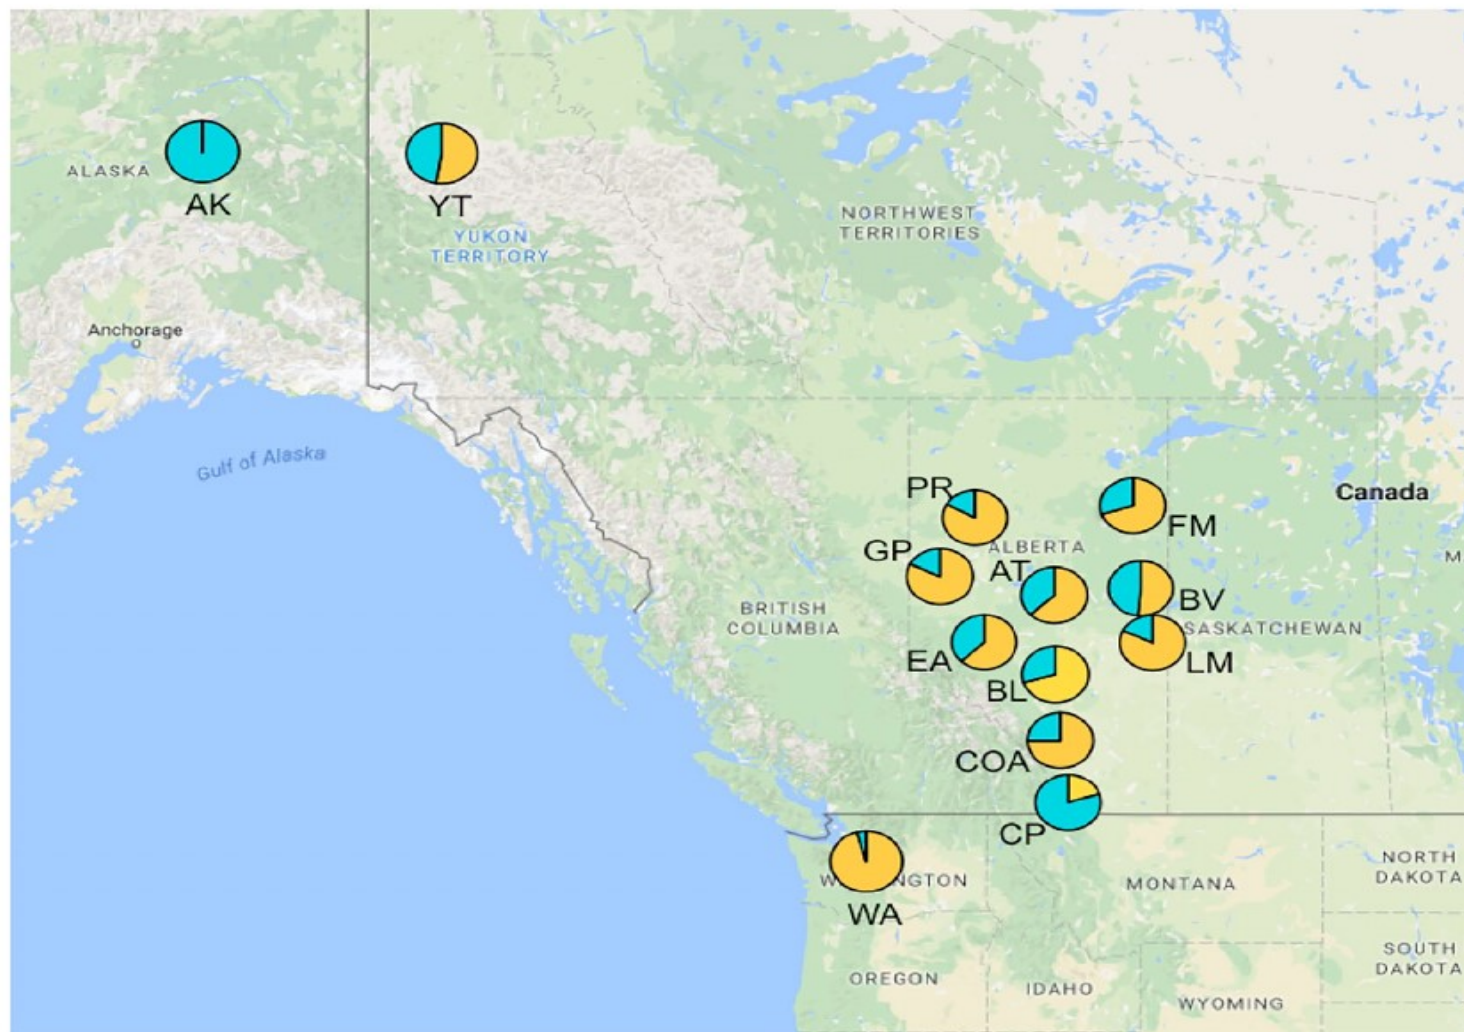 ALASKA
AK
YT
YUKON
TERRITORY
NORTHWEST
TERRITORIES
Anchorage
Gulf of Alaska
PR
Canada
FM
GP
ALBERTA
AT
M
BV
BRITISH
COLUMBIA
SASKATCHEWAN
EA
LM
BL
COA
CP
NORTH
DAKOTA
W NGTON
MONTANA
WA
SOUTH
DAKOTA
OREGON
IDAHO
WYOMING